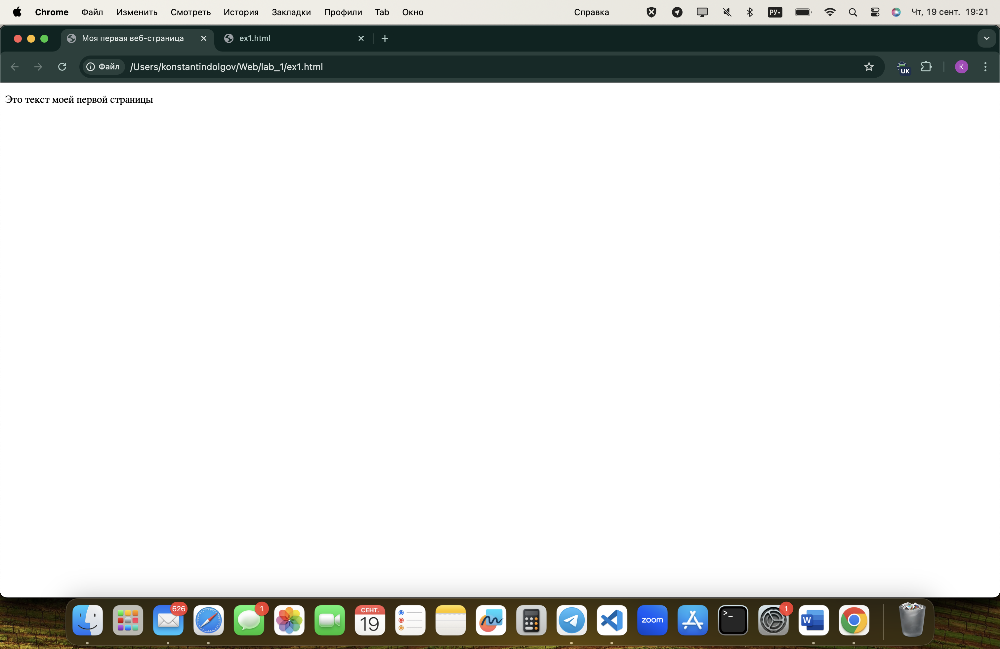 Chrome Файл Изменить Смотреть История Закладки Профили Tab Окно Справка РУ Чт, 19 сент. 19:21
Моя первая веб-страница ex1.html
Файл /Users/konstantindolgov/Web/lab_1/ex1.html UK K
Это текст моей первой страницы
626 1 СЕНТ. 19 zoom >_ 1 W